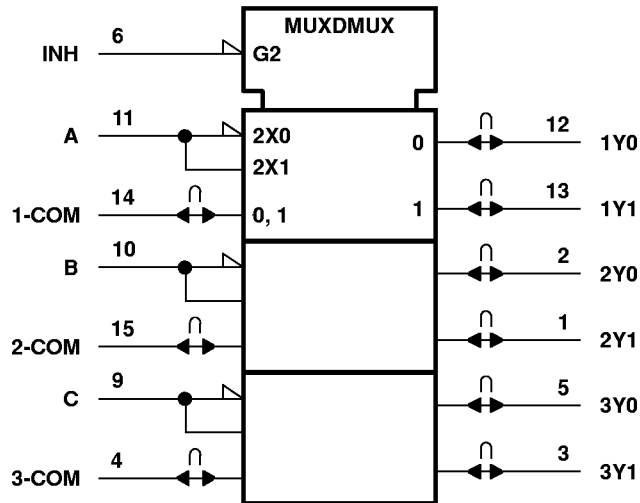 MUXDMUX
INH 6 G2
A 11 2X0 0 12 1Y0
2X1
1-COM 14 0, 1 1 13 1Y1
B 10 2 2Y0
2-COM 15 1 2Y1
C 9 5 3Y0
3-COM 4 3 3Y1